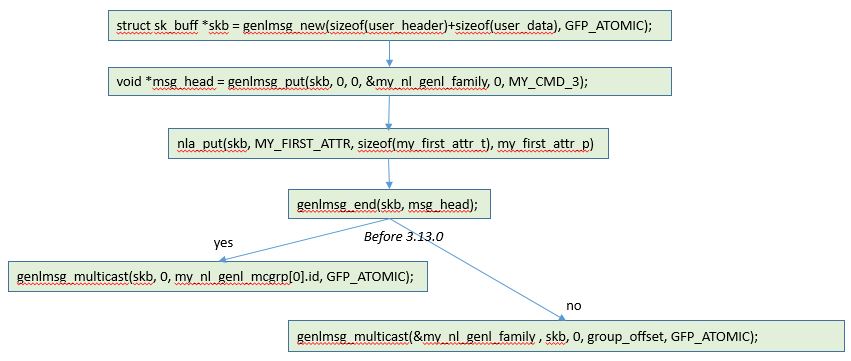 struct sk_buff *skb = genlmsg_new(sizeof(user_header)+sizeof(user_data), GFP_ATOMIC);
void *msg_head = genlmsg_put(skb, 0, 0, &my_nl_genl_family, 0, MY_CMD_3);
nla_put(skb, MY_FIRST_ATTR, sizeof(my_first_attr_t), my_first_attr_p)
genlmsg_end(skb, msg_head);
Before 3.13.0
yes
genlmsg_multicast(skb, 0, my_nl_genl_mcgrp[0].id, GFP_ATOMIC);
no
genlmsg_multicast(&my_nl_genl_family , skb, 0, group_offset, GFP_ATOMIC);